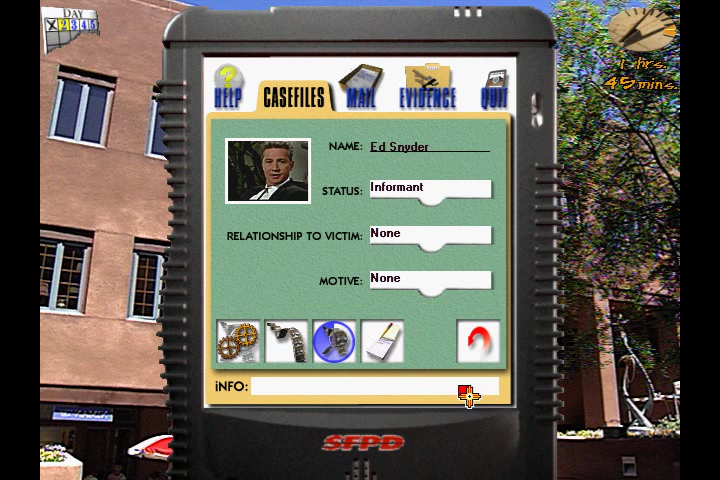 DAY
X 2 3 4 5
1 hrs.
45 mins.
HELP
CASEFILES
MAIL
EVIDENCE
QUIT
NAME: Ed Snyder
STATUS: Informant
RELATIONSHIP TO VICTIM: None
MOTIVE: None
iNFO:
SFPD